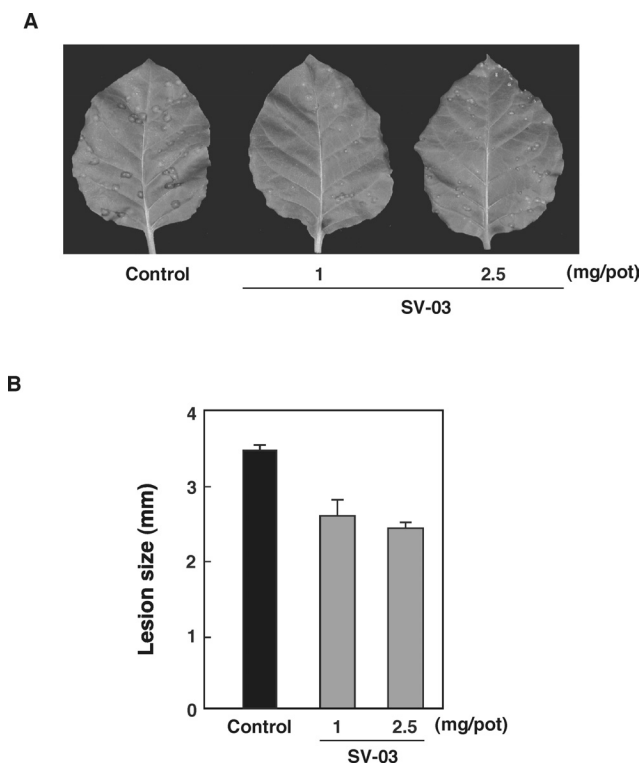 A
Control 1 2.5 (mg/pot)
SV-03
B
Lesion size (mm)
4
3
2
1
0
Control 1 2.5 (mg/pot)
SV-03